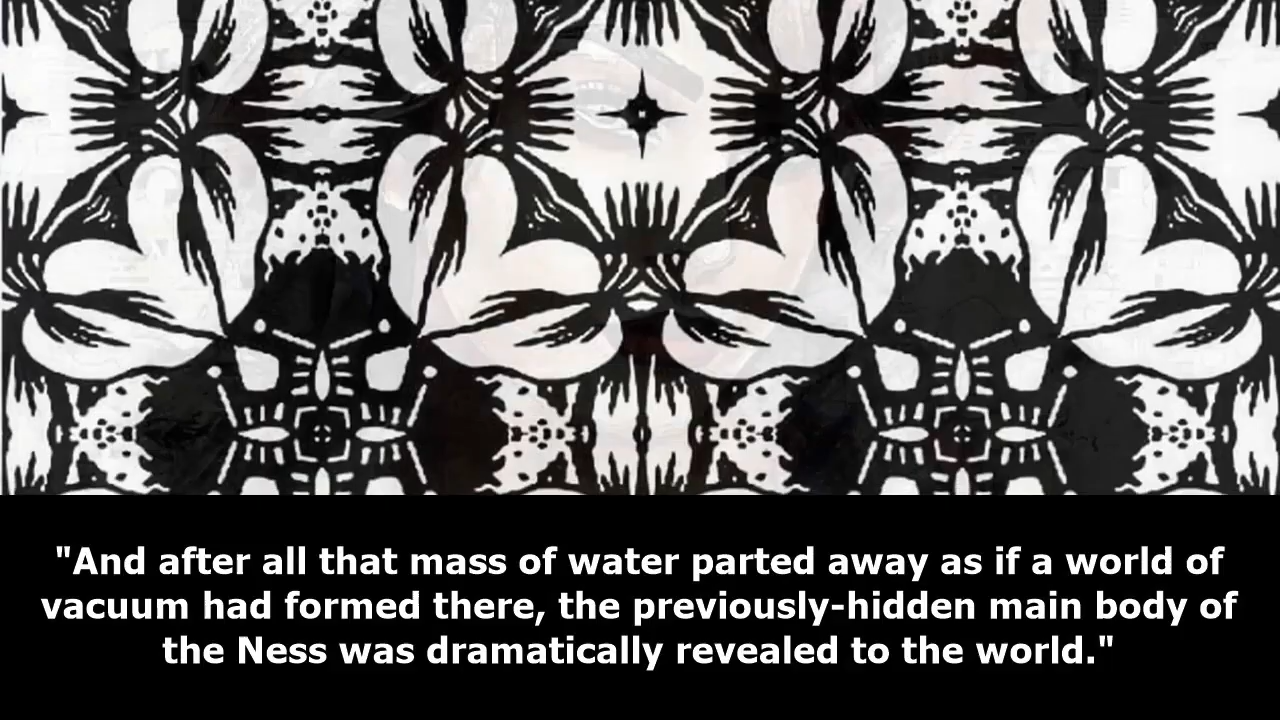 "And after all that mass of water parted away as if a world of
vacuum had formed there, the previously-hidden main body of
the Ness was dramatically revealed to the world."